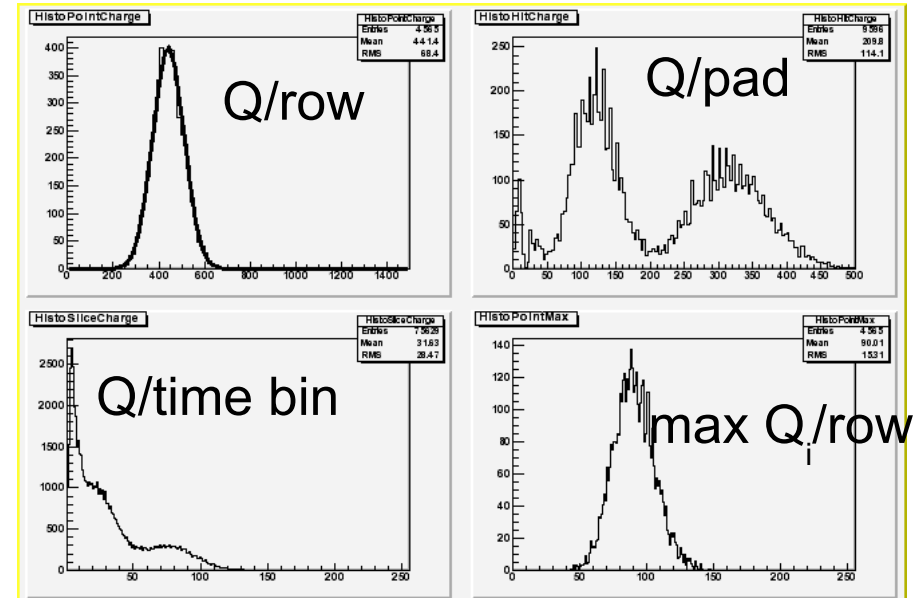 HistoPointCharge
HistoPointCharge
Entries 4565
Mean 441.4
RMS 68.4
Q/row
400
350
300
250
200
150
100
50
0
200 400 600 800 1000 1200 1400
HistoHitCharge
HistoHitCharge
Entries 9596
Mean 209.8
RMS 114.1
Q/pad
250
200
150
100
50
0
0 50 100 150 200 250 300 350 400 450 500
HistoSliceCharge
HistoSliceCharge
Entries 75629
Mean 31.63
RMS 28.47
Q/time bin
2500
2000
1500
1000
500
0
50 100 150 200 250
HistoPointMax
HistoPointMax
Entries 4565
Mean 90.01
RMS 15.31
max Qi/row
140
120
100
80
60
40
20
0
0 50 100 150 200 250